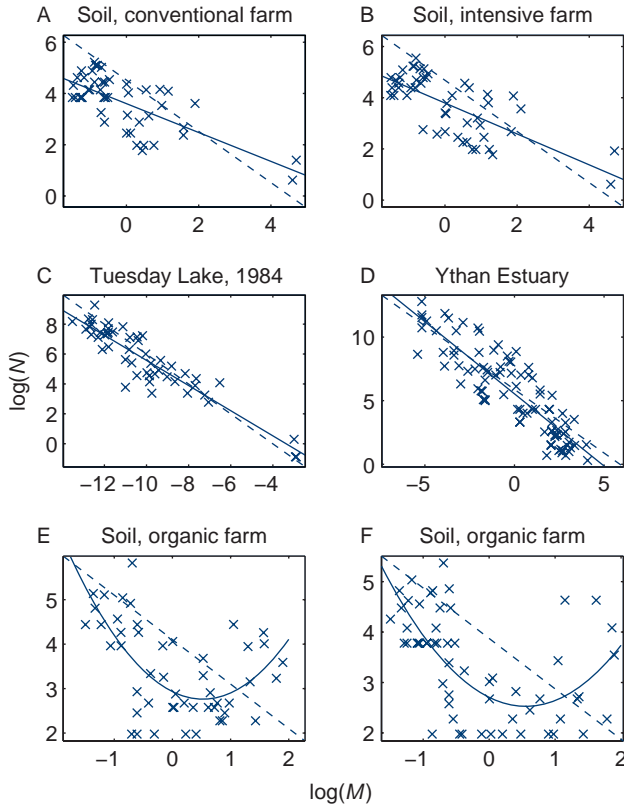 A Soil, conventional farm
B Soil, intensive farm
6
4
2
0
0 2 4
6
4
2
0
0 2 4
C Tuesday Lake, 1984
D Ythan Estuary
log(N)
8
6
4
2
0
−12 −10 −8 −6 −4
10
5
0
−5 0 5
E Soil, organic farm
F Soil, organic farm
5
4
3
2
−1 0 1 2
5
4
3
2
−1 0 1 2
log(M)